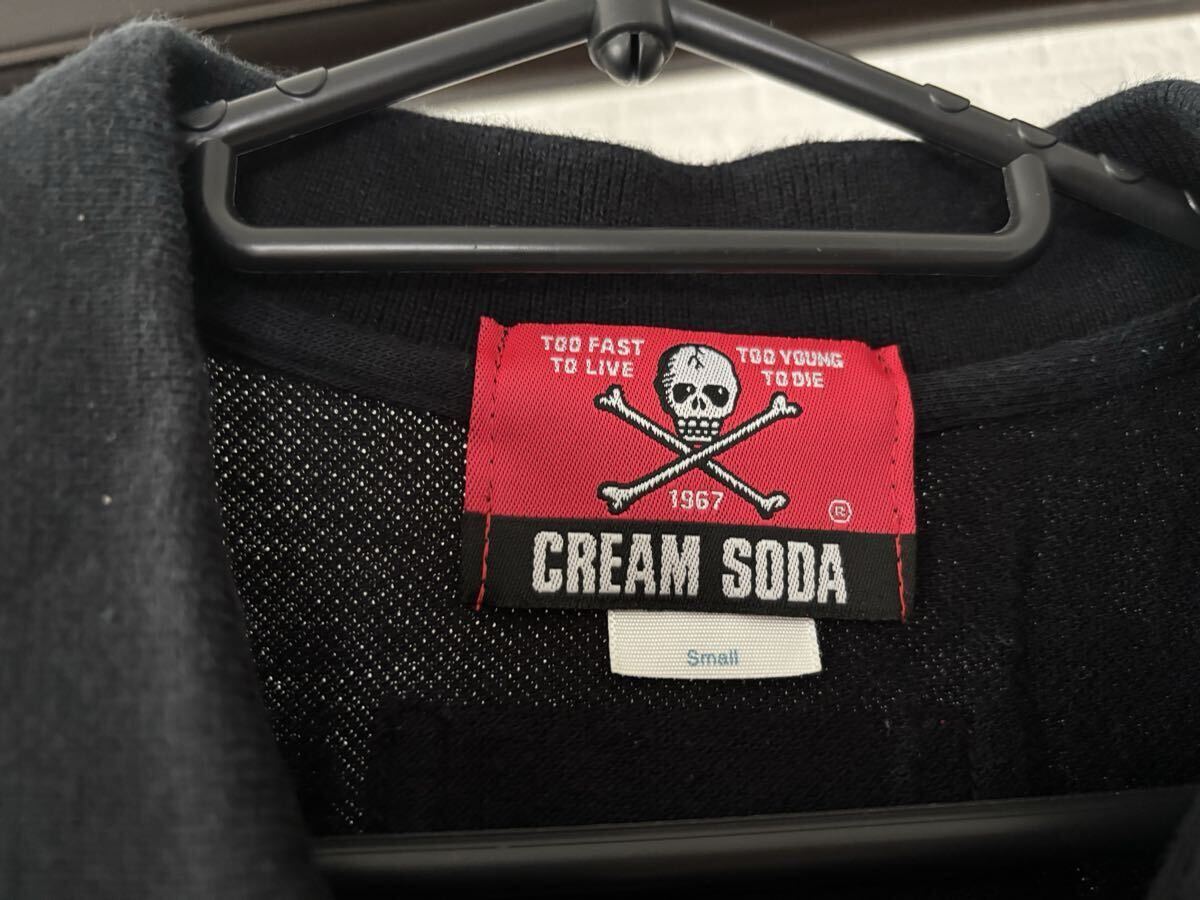 TOO FAST
TO LIVE
TOO YOUNG
TO DIE
1967
®
CREAM SODA
Small